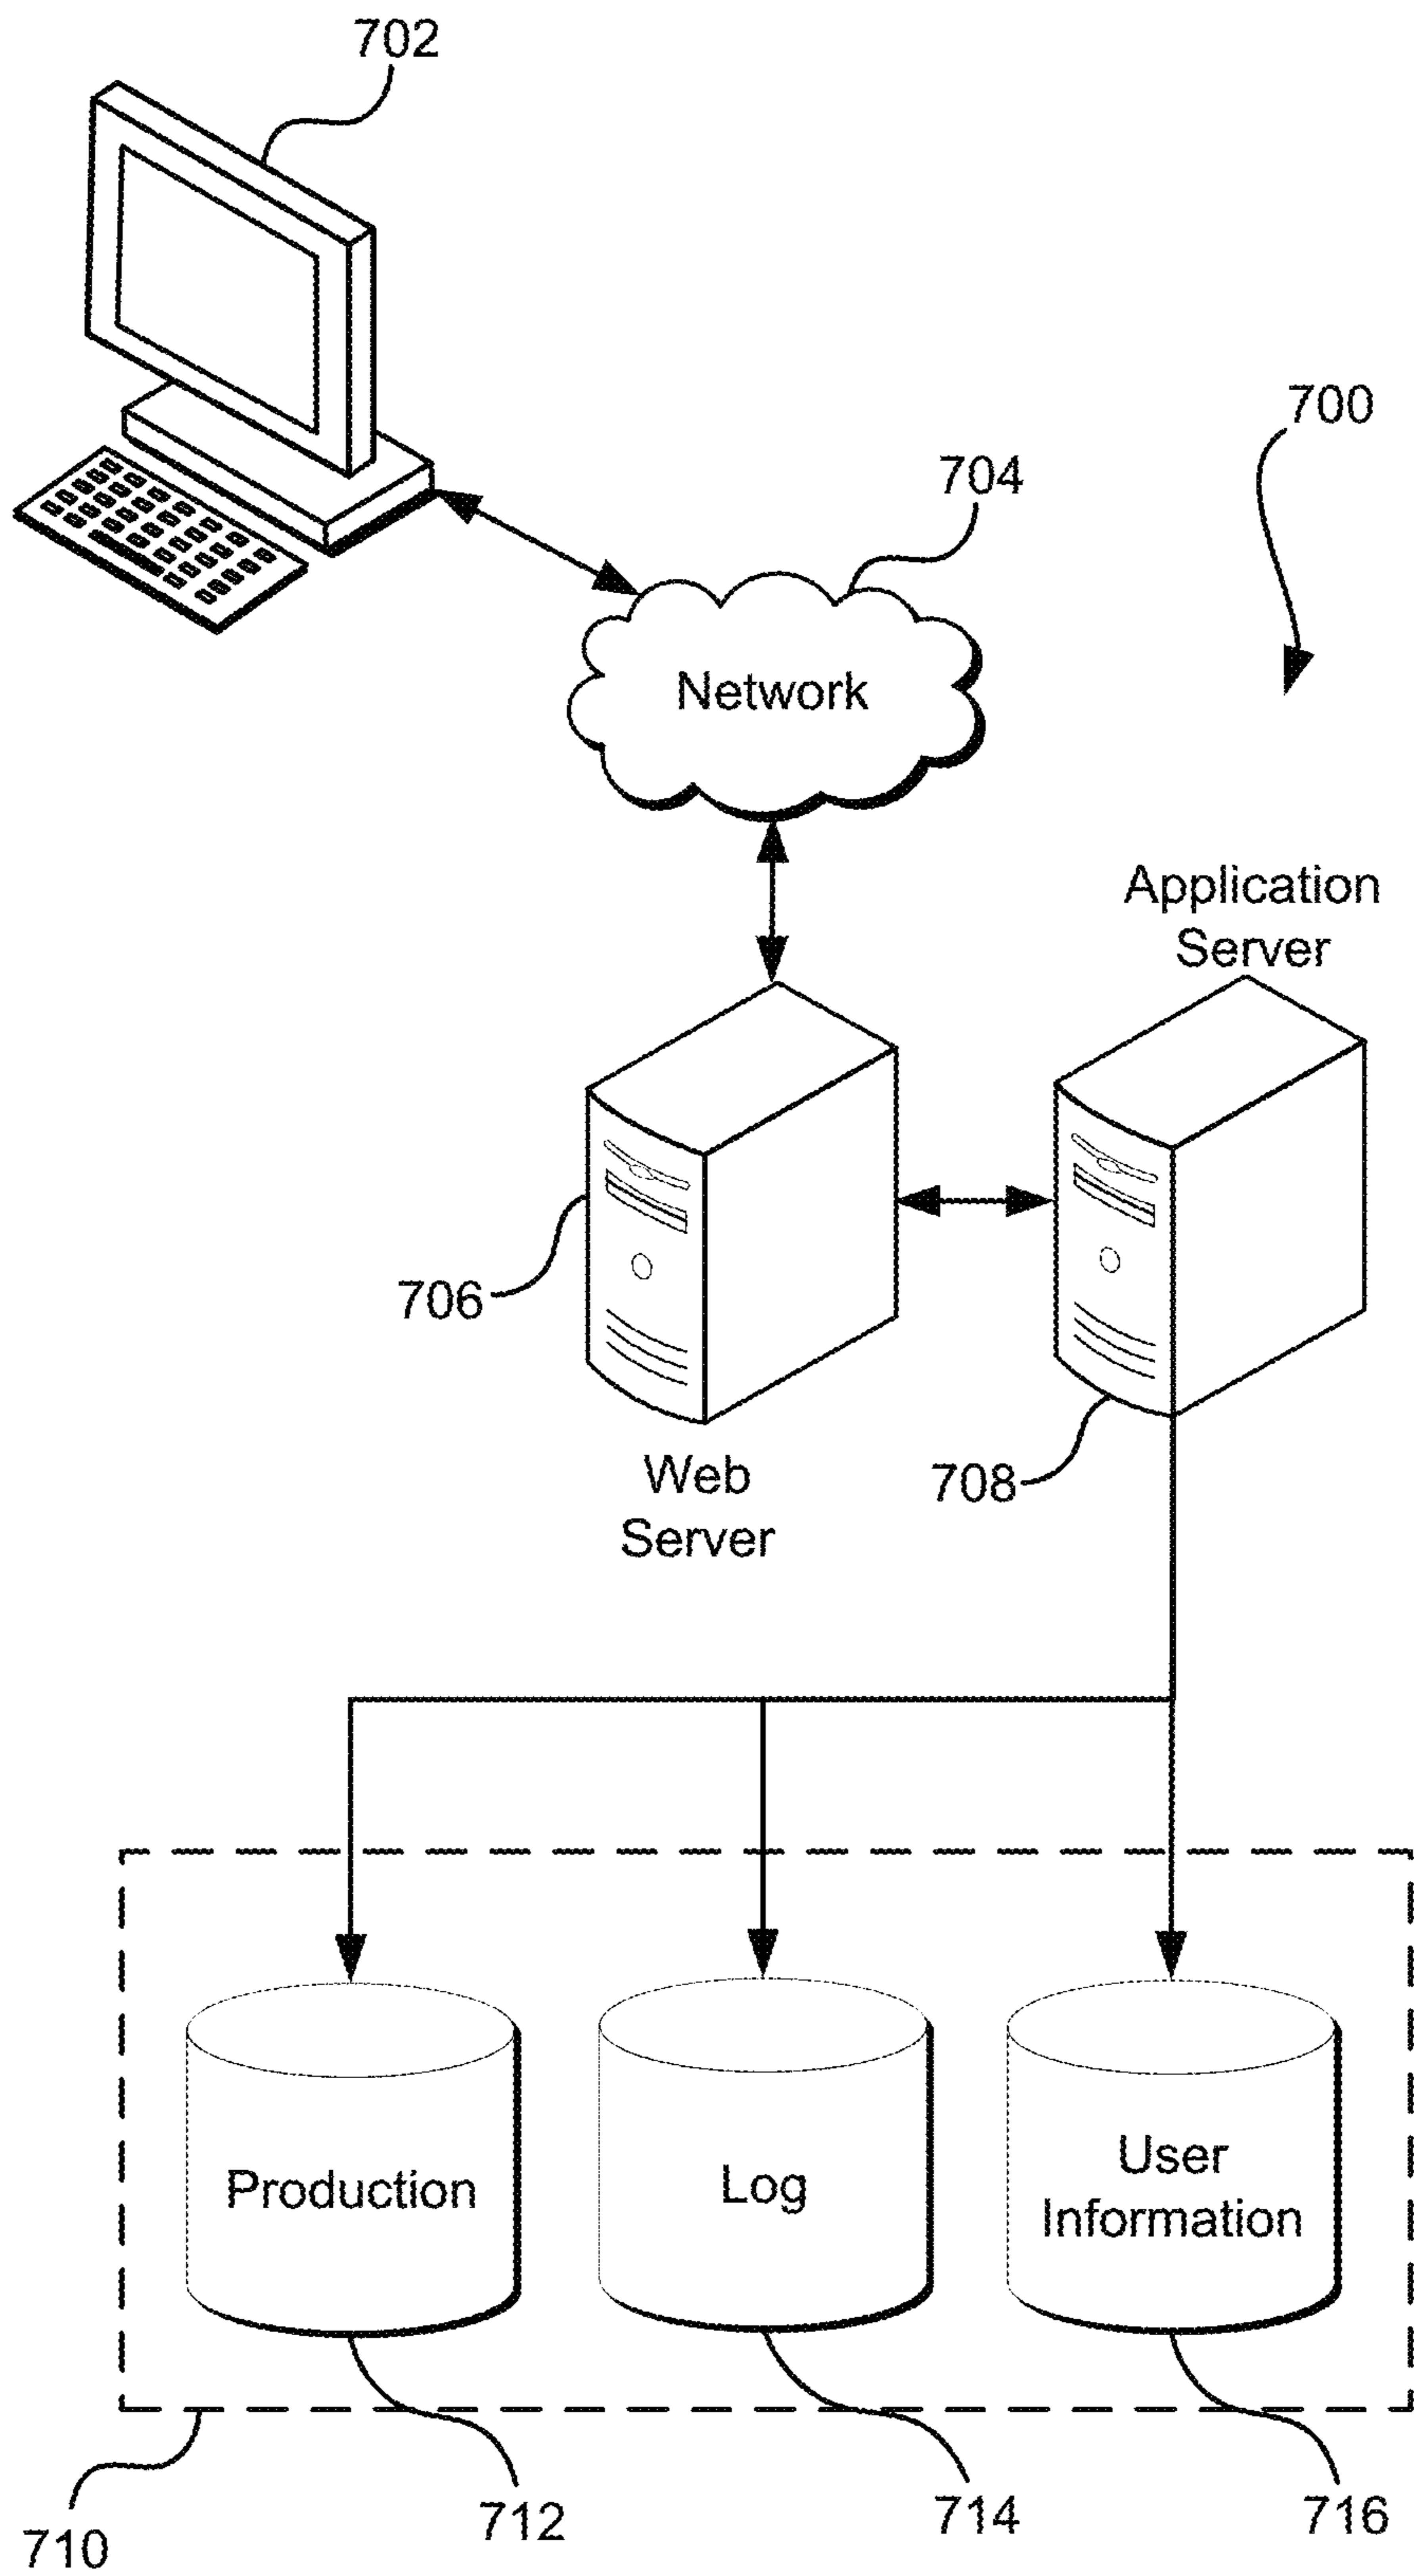 702
700
704
Network
Application
Server
706
708
Web
Server
Production
Log
User
Information
710
712
714
716